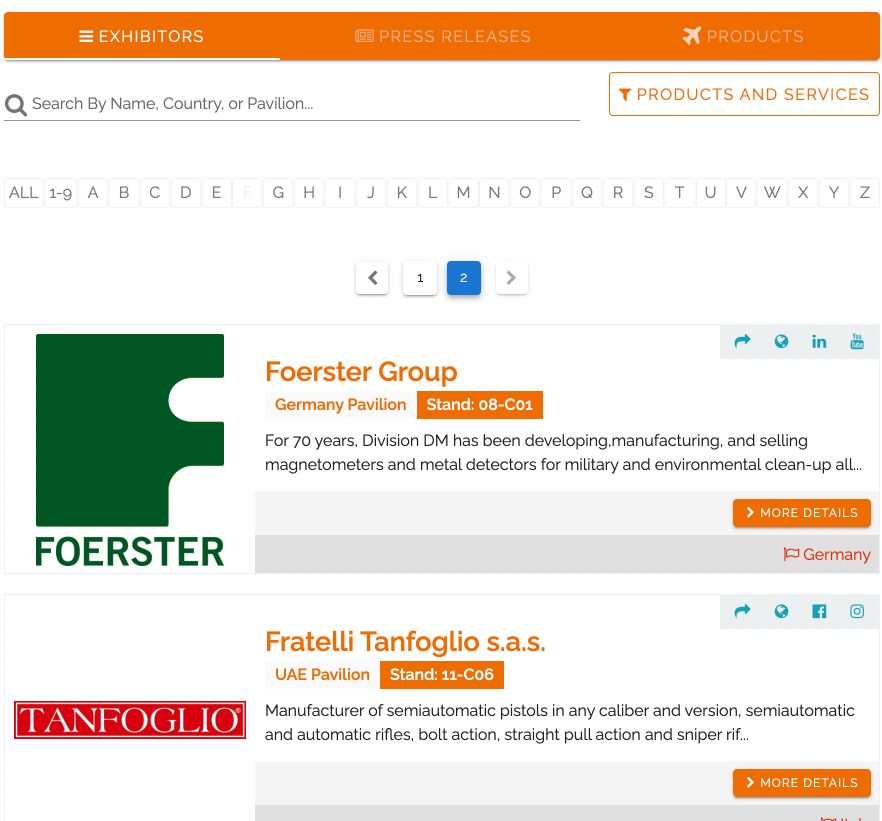 EXHIBITORS PRESS RELEASES PRODUCTS
Search By Name, Country, or Pavilion...
PRODUCTS AND SERVICES
ALL 1-9 A B C D E F G H I J K L M N O P Q R S T U V W X Y Z
1 2
Foerster Group
Germany Pavilion Stand: 08-C01
For 70 years, Division DM has been developing,manufacturing, and selling
magnetometers and metal detectors for military and environmental clean-up all...
FOERSTER
MORE DETAILS
Germany
Fratelli Tanfoglio s.a.s.
UAE Pavilion Stand: 11-C06
TANFOGLIO®
Manufacturer of semiautomatic pistols in any caliber and version, semiautomatic
and automatic rifles, bolt action, straight pull action and sniper rif...
MORE DETAILS